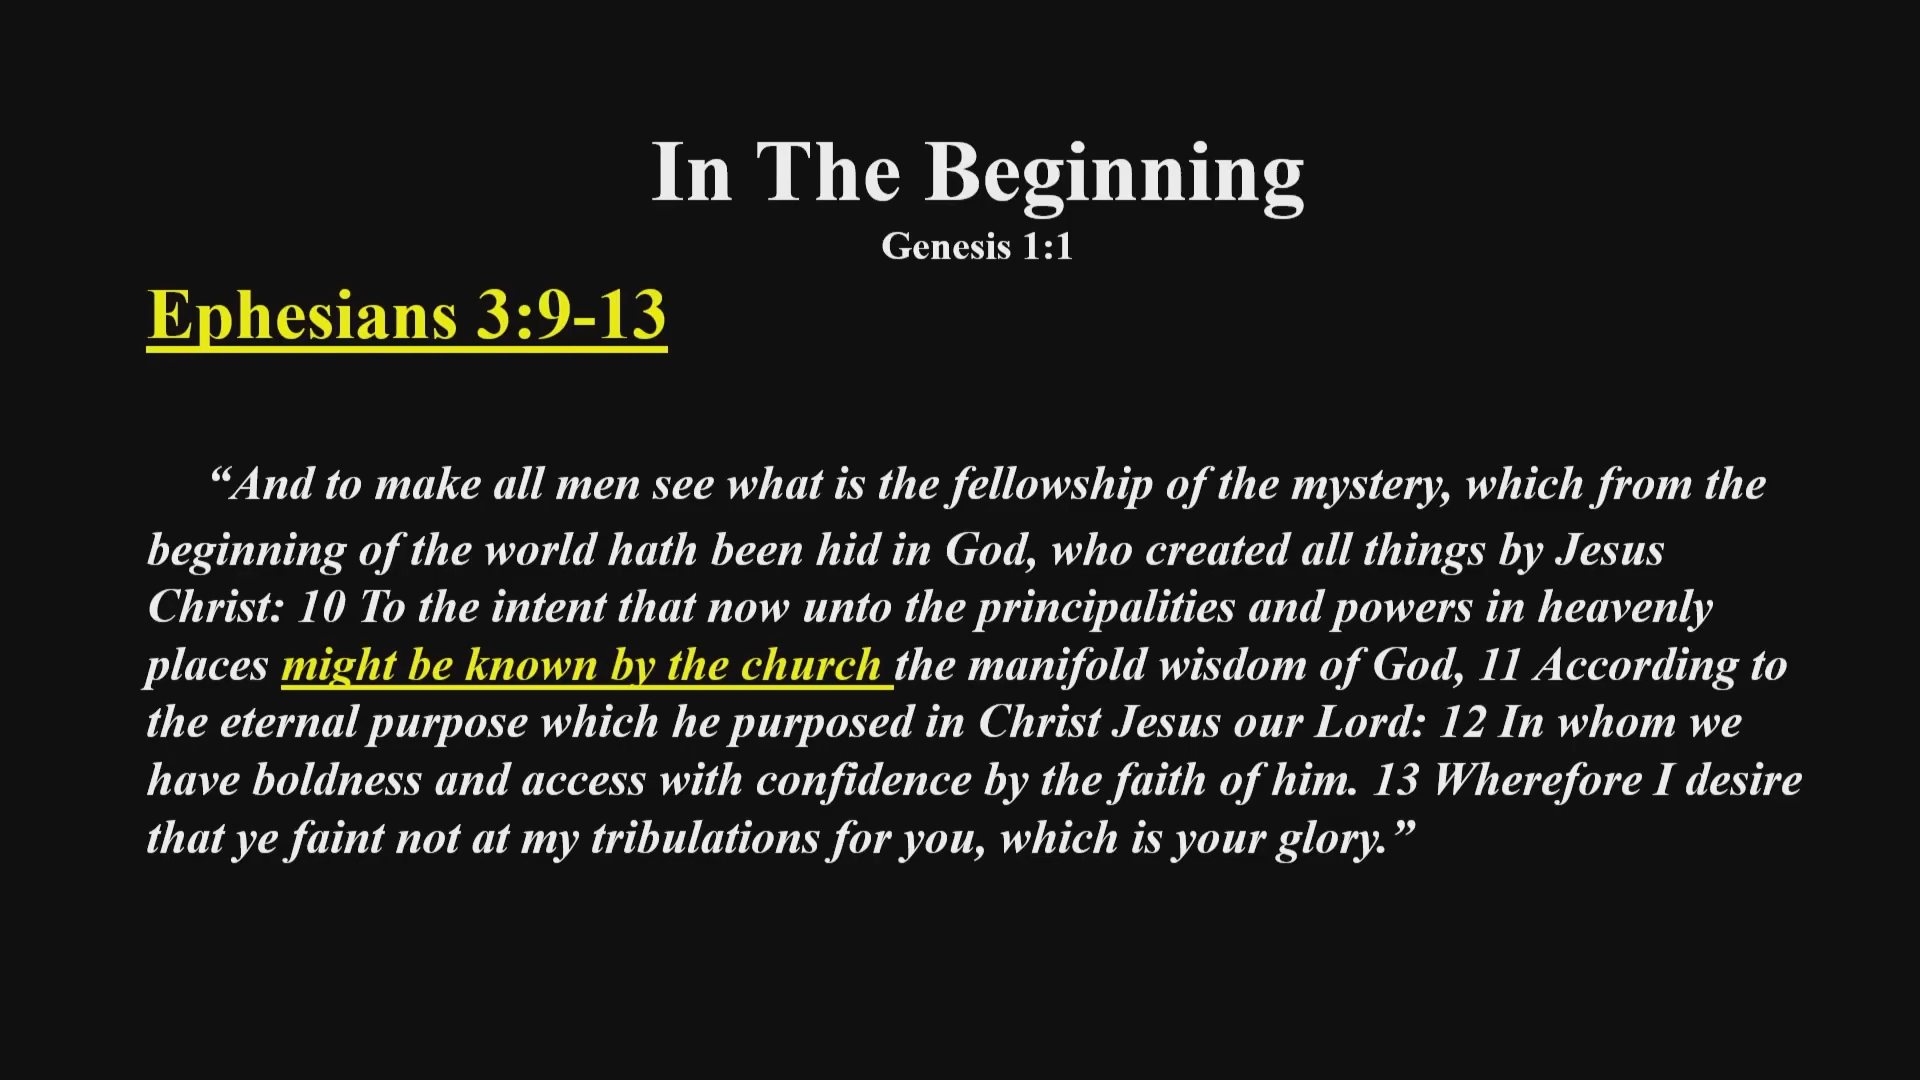 In The Beginning
Genesis 1:1
Ephesians 3:9-13
“And to make all men see what is the fellowship of the mystery, which from the
beginning of the world hath been hid in God, who created all things by Jesus
Christ: 10 To the intent that now unto the principalities and powers in heavenly
places might be known by the church the manifold wisdom of God, 11 According to
the eternal purpose which he purposed in Christ Jesus our Lord: 12 In whom we
have boldness and access with confidence by the faith of him. 13 Wherefore I desire
that ye faint not at my tribulations for you, which is your glory.”